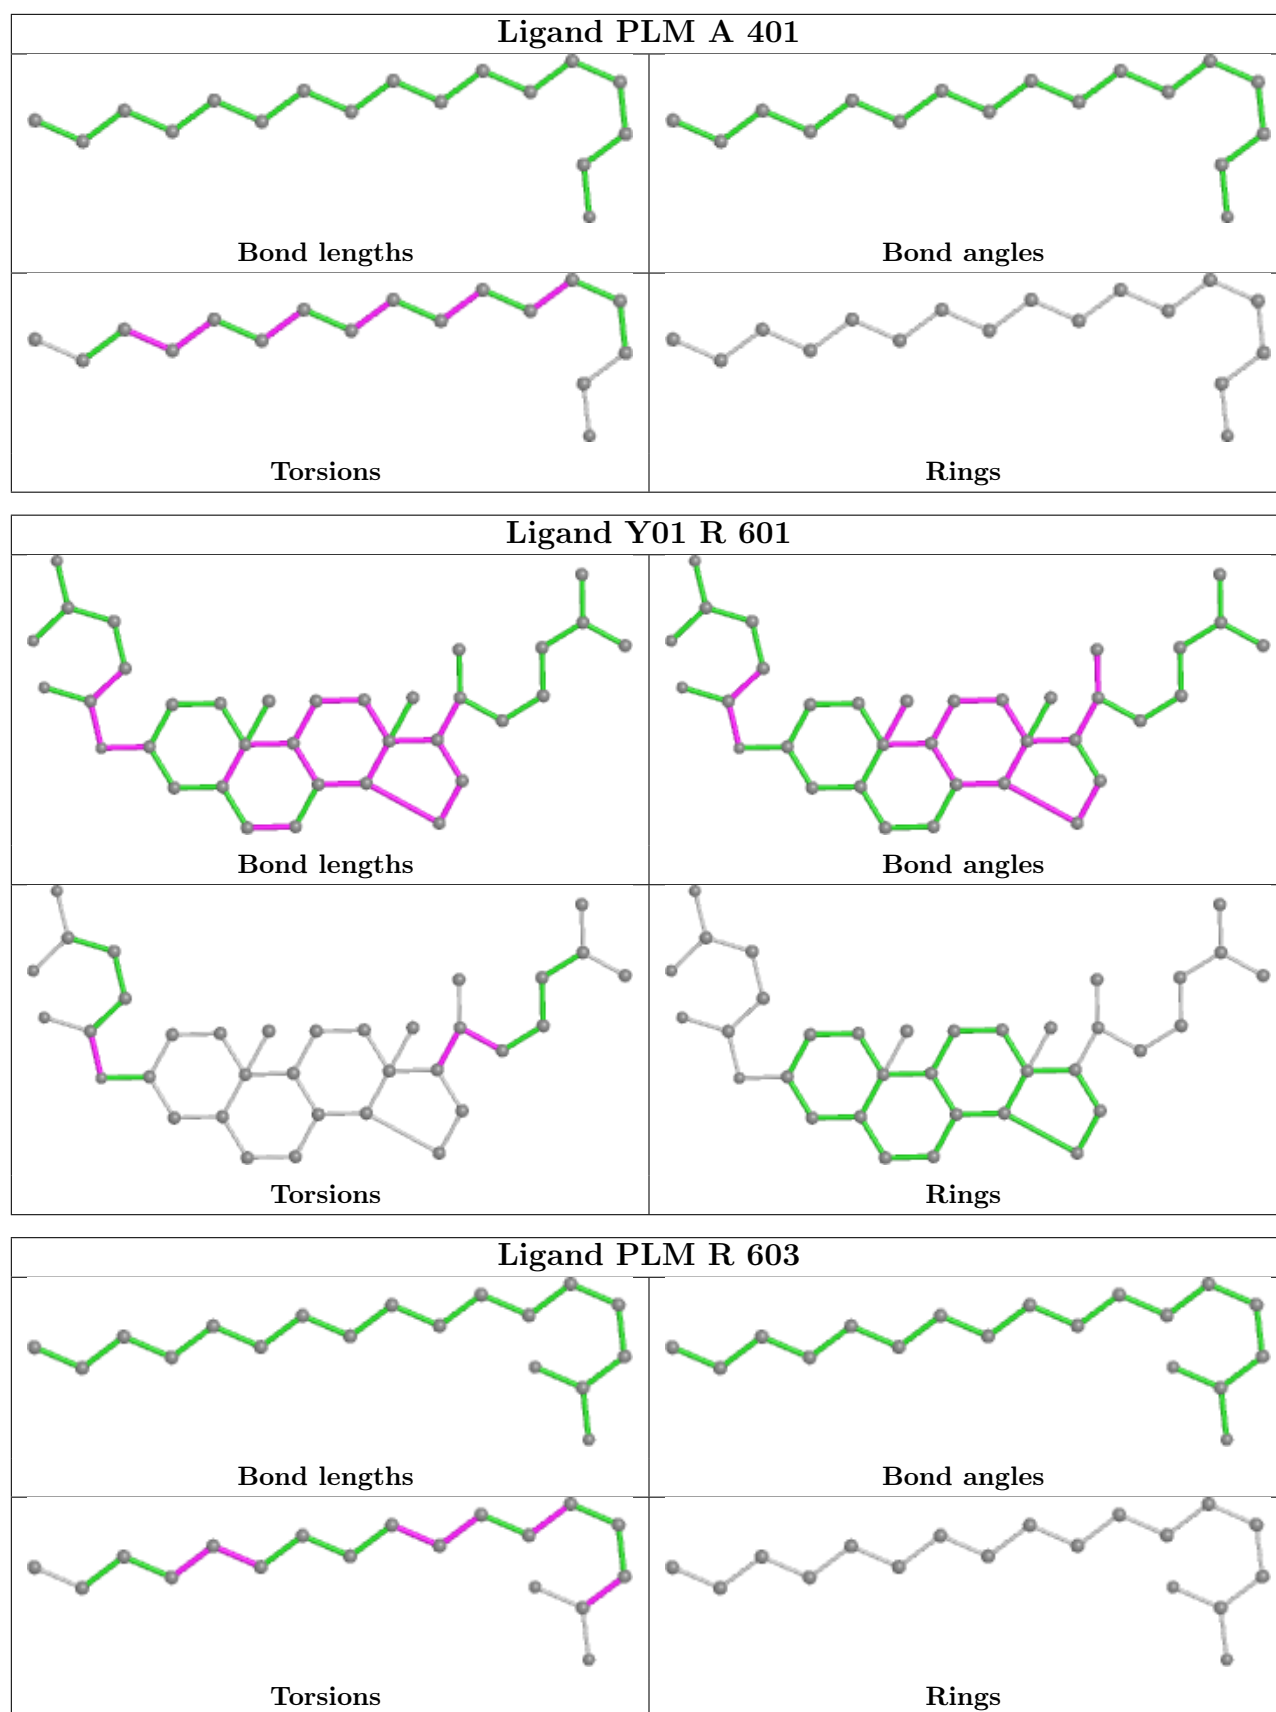 Ligand PLM A 401
Bond lengths
Bond angles
Torsions
Rings
Ligand Y01 R 601
Bond lengths
Bond angles
Torsions
Rings
Ligand PLM R 603
Bond lengths
Bond angles
Torsions
Rings